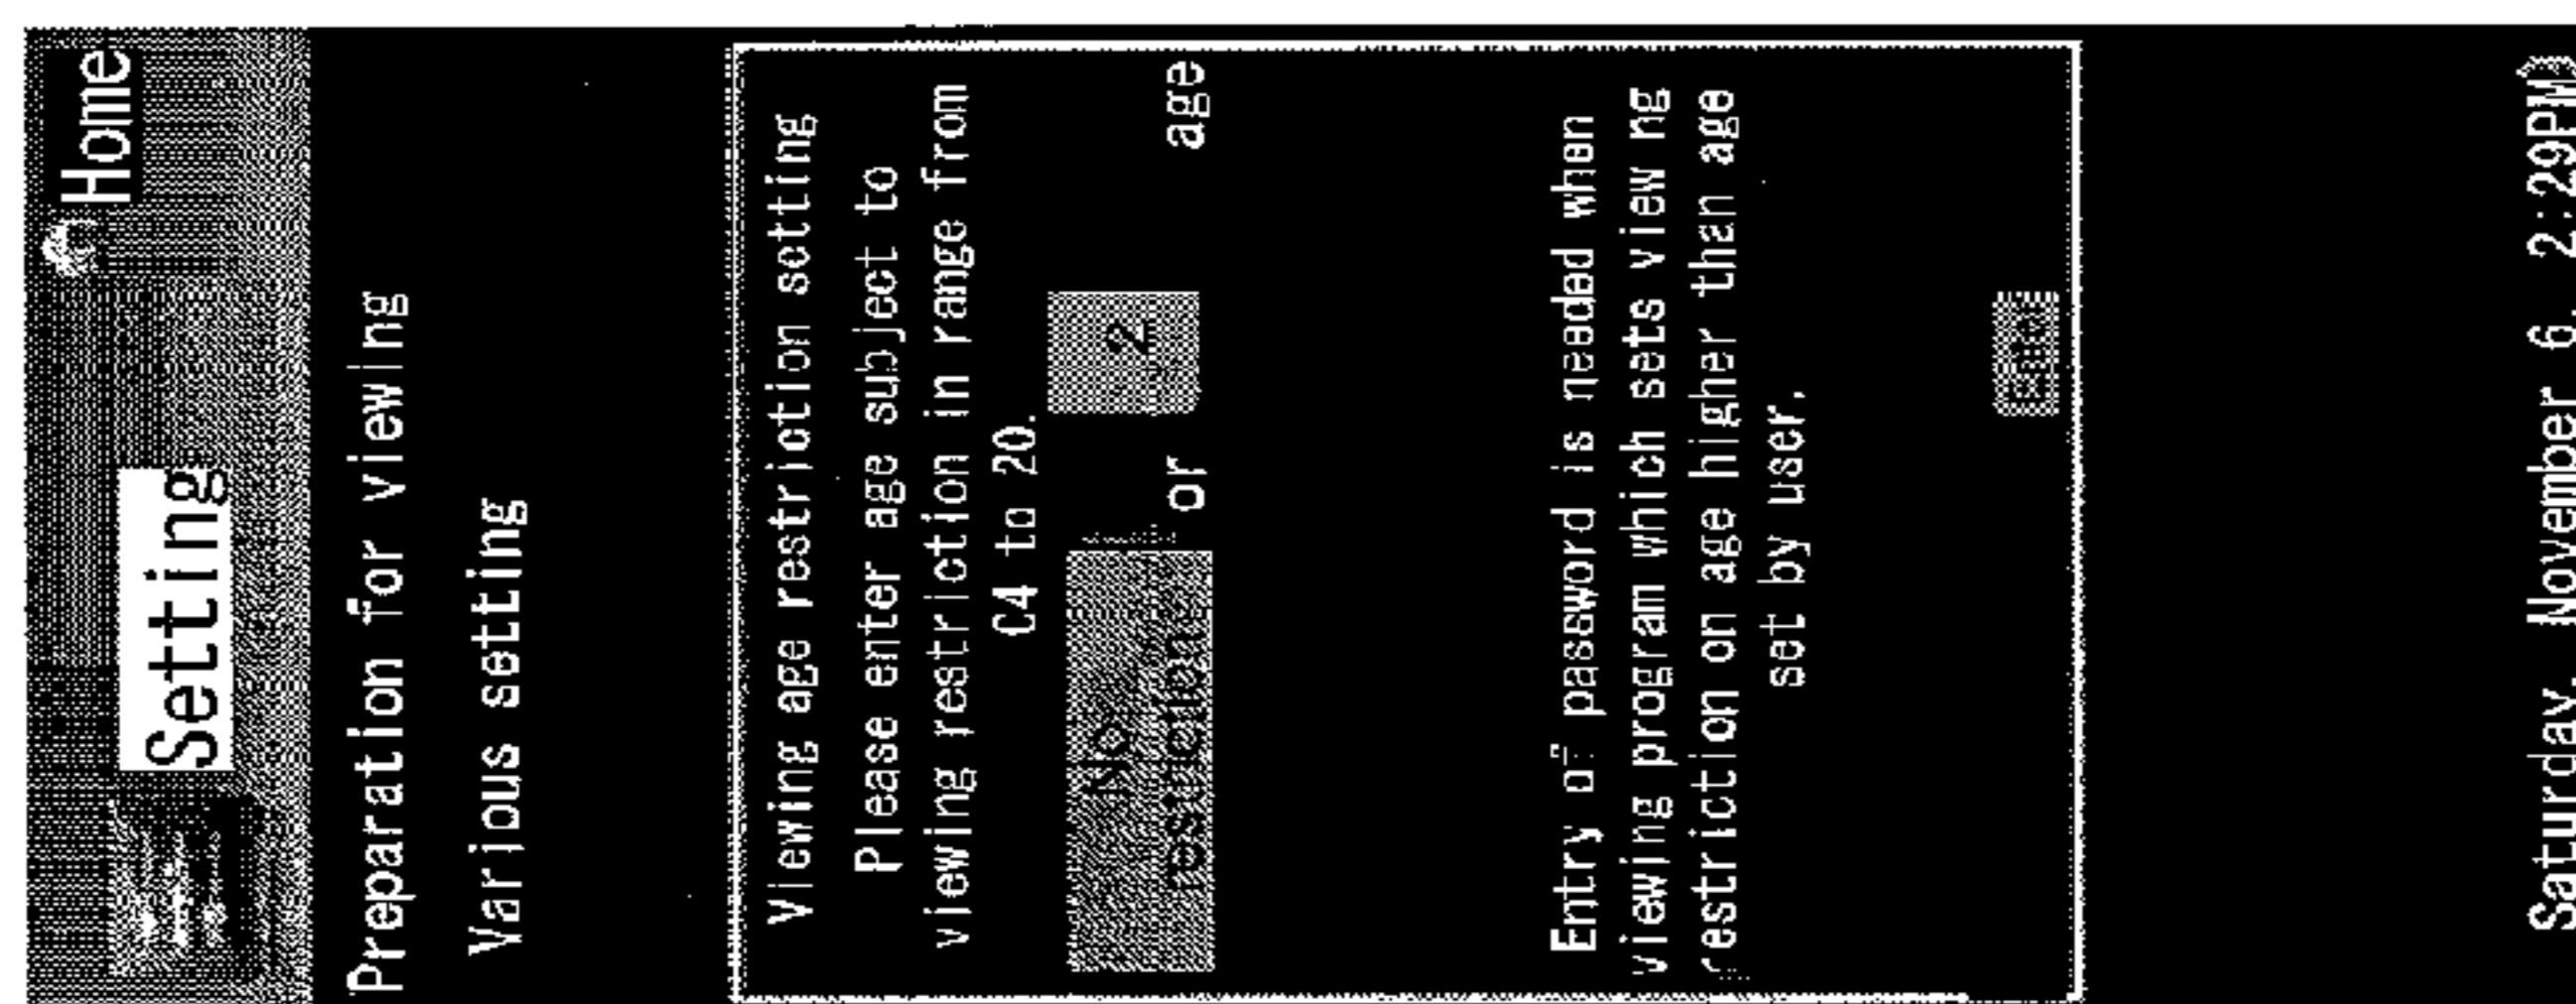 Home
Setting
Preparation for viewing
Various setting
Viewing age restriction setting
Please enter age subject to
viewing restriction in range from
C4 to 20.
No
restriction
or
2
age
Entry of password is needed when
viewing program which sets view ng
restriction on age higher than age
set by user.
Saturday, November 6, 2:29PM)